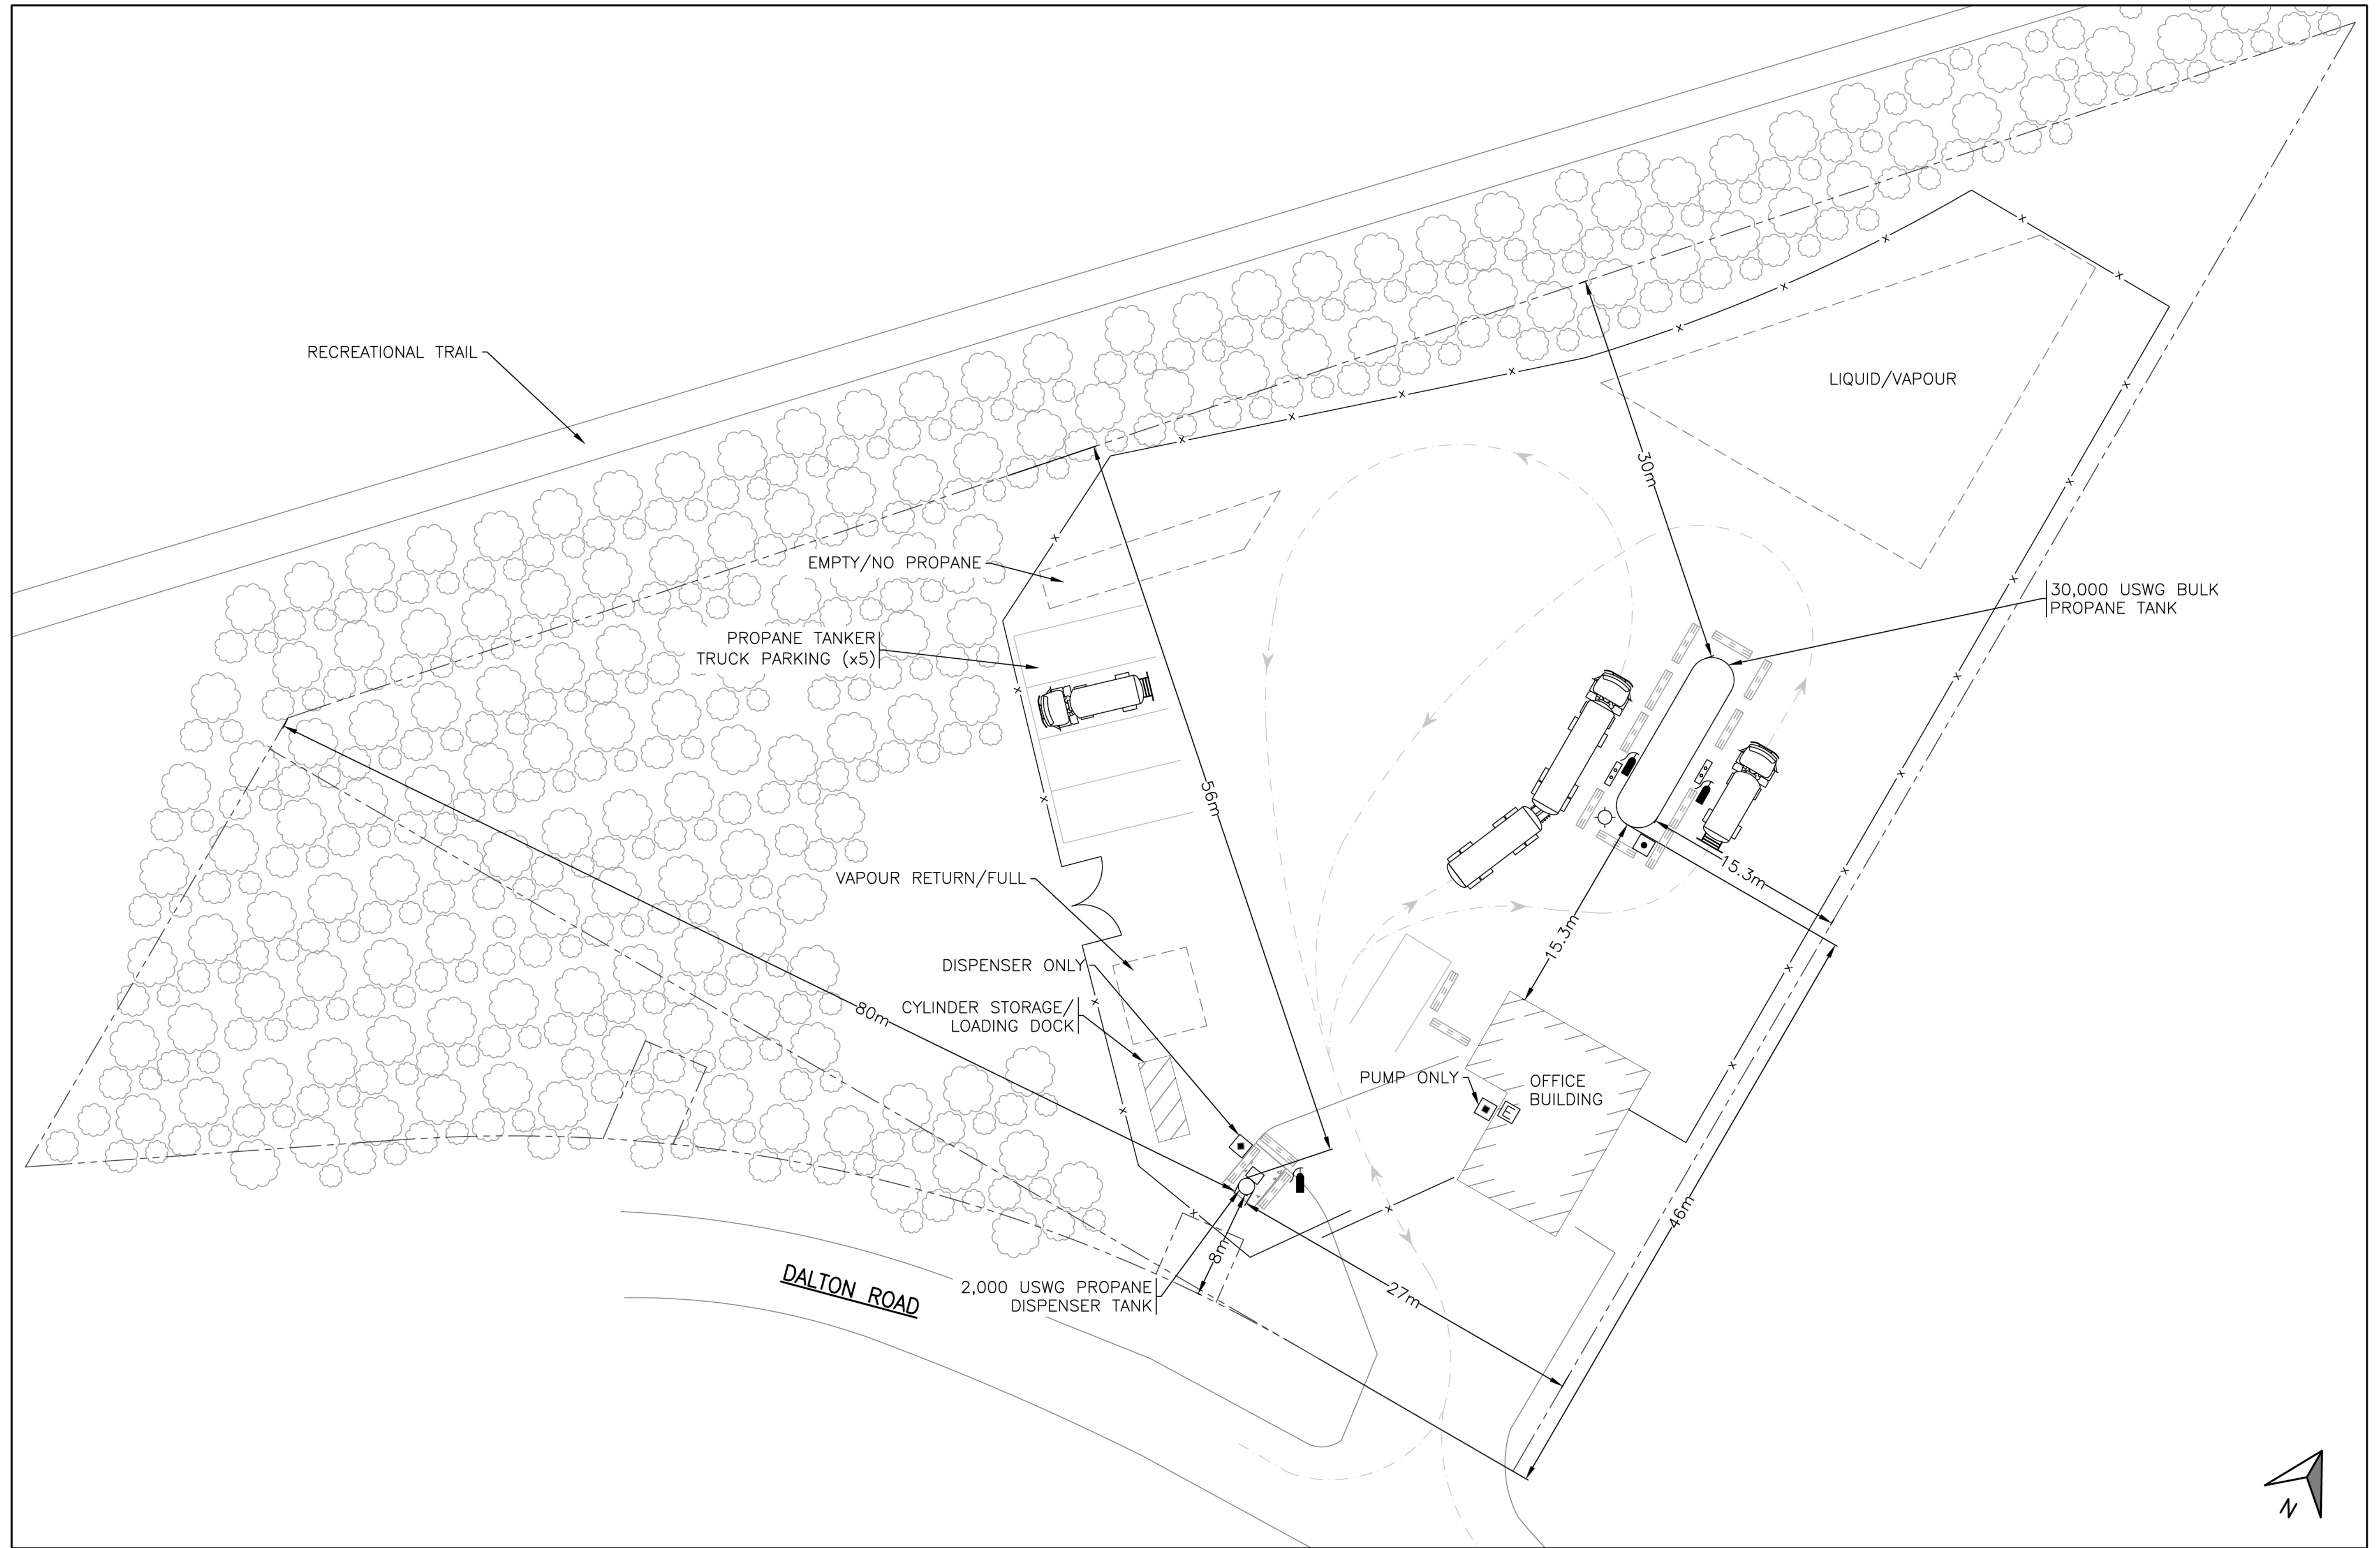 RECREATIONAL TRAIL
LIQUID/VAPOUR
30m
EMPTY/NO PROPANE
30,000 USWG BULK
PROPANE TANK
PROPANE TANKER
TRUCK PARKING (x5)
56m
VAPOUR RETURN/FULL
15.3m
15.3m
DISPENSER ONLY
CYLINDER STORAGE/
LOADING DOCK
80m
PUMP ONLY
E
OFFICE
BUILDING
46m
8m
27m
2,000 USWG PROPANE
DISPENSER TANK
DALTON ROAD
N